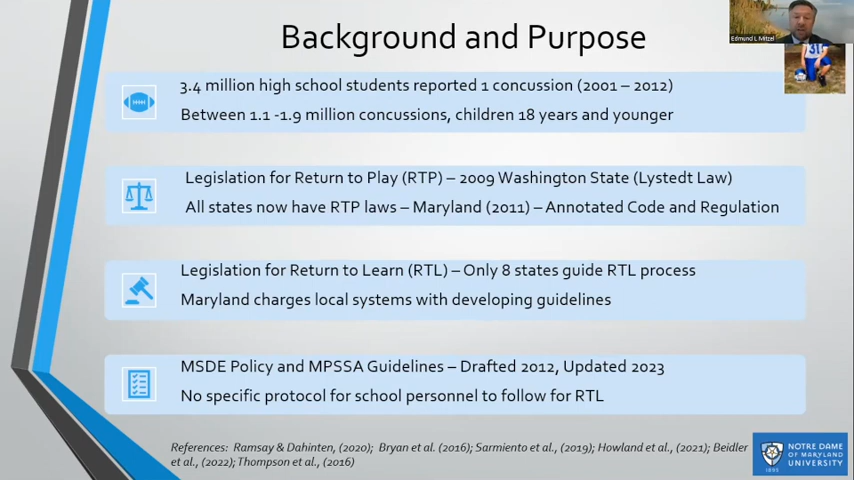 Background and Purpose
Edmund L Mitzel
31
3.4 million high school students reported 1 concussion (2001 – 2012)
Between 1.1 -1.9 million concussions, children 18 years and younger
Legislation for Return to Play (RTP) – 2009 Washington State (Lystedt Law)
All states now have RTP laws – Maryland (2011) – Annotated Code and Regulation
Legislation for Return to Learn (RTL) – Only 8 states guide RTL process
Maryland charges local systems with developing guidelines
MSDE Policy and MPSSA Guidelines – Drafted 2012, Updated 2023
No specific protocol for school personnel to follow for RTL
References: Ramsay & Dahinten, (2020); Bryan et al. (2016); Sarmiento et al., (2019); Howland et al., (2021); Beidler
et al., (2022); Thompson et al., (2016)
NOTRE DAME
OF MARYLAND
UNIVERSITY
1895